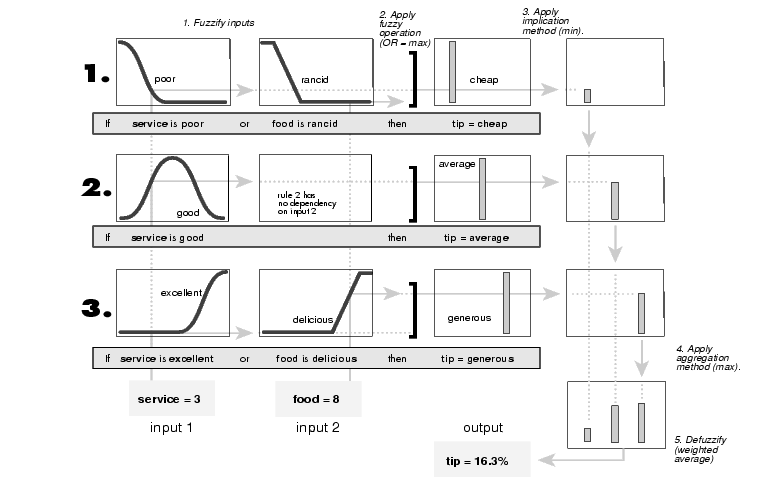 1. Fuzzify inputs
2. Apply
fuzzy
operation
(OR = max)
3. Apply
implication
method (min).
1.
poor
rancid
cheap
If service is poor or food is rancid then tip = cheap
2.
good
rule 2 has
no dependency
on input 2
average
If service is good then tip = average
3.
excellent
delicious
generous
If service is excellent or food is delicious then tip = generous
4. Apply
aggregation
method (max).
service = 3
food = 8
input 1
input 2
output
5. Defuzzify
(weighted
average)
tip = 16.3%